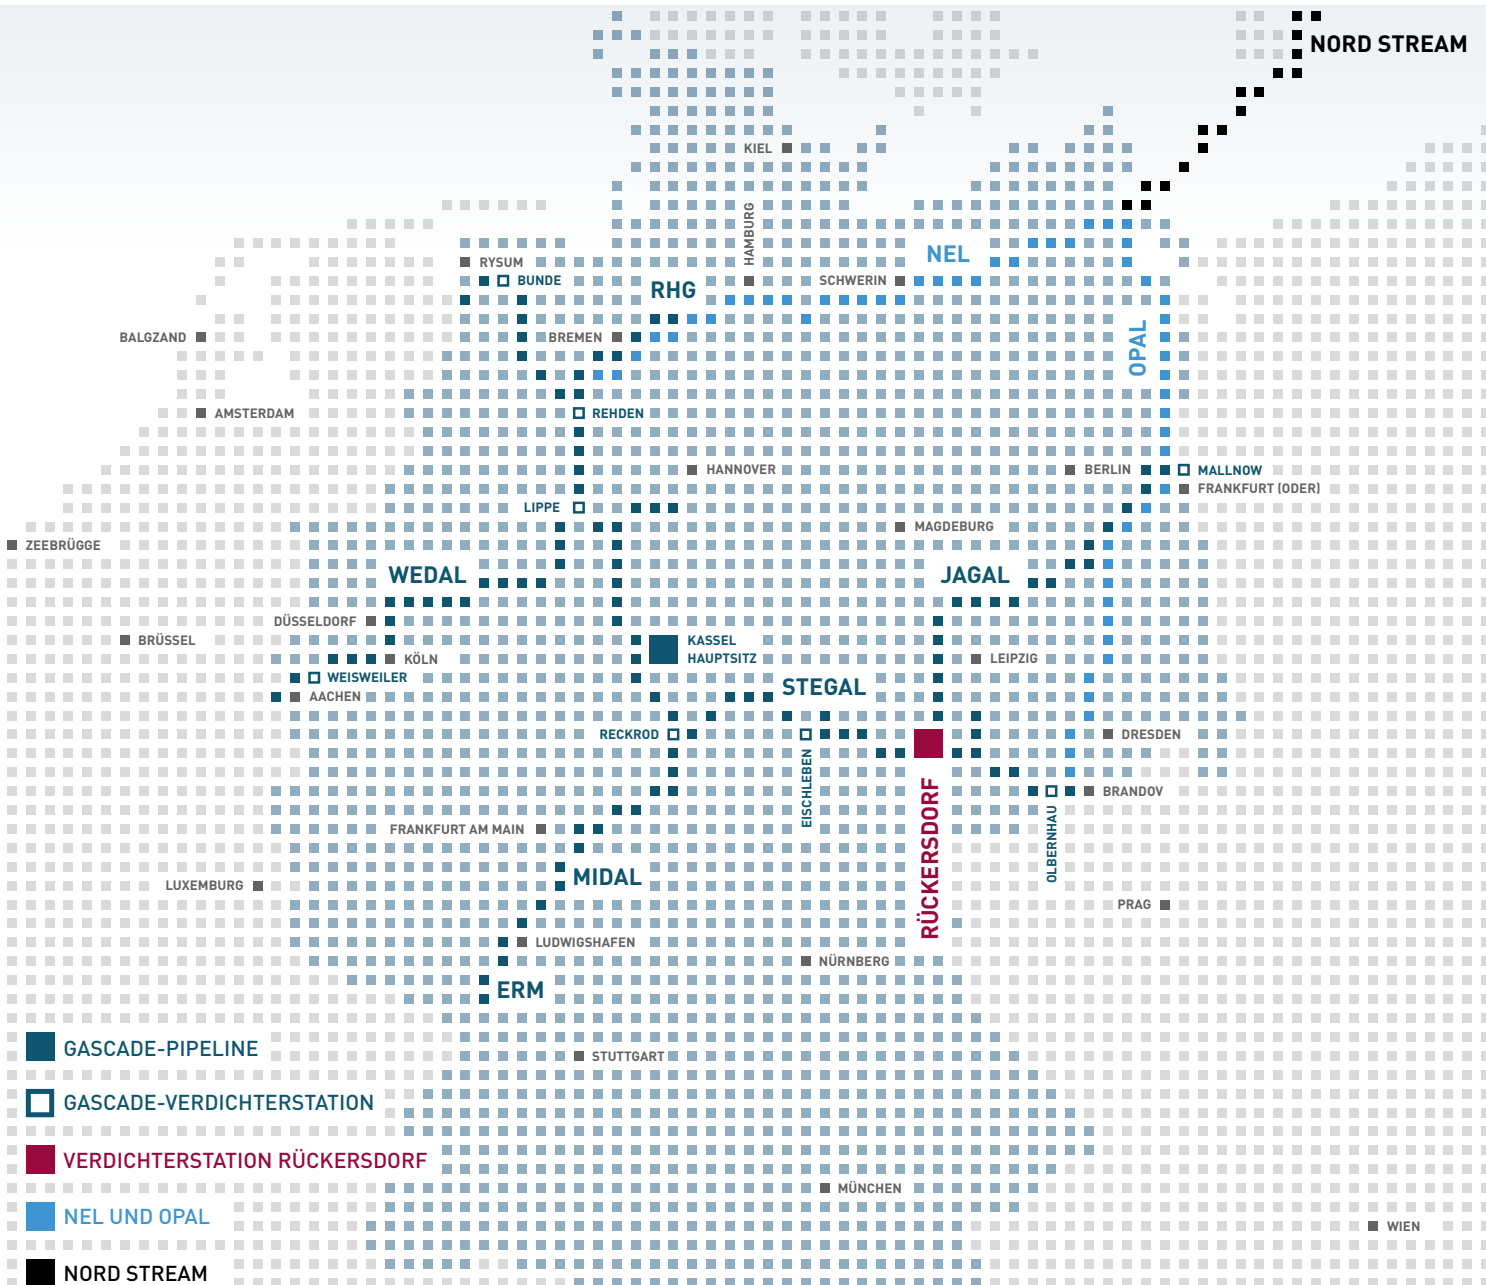 NORD STREAM
KIEL
HAMBURG
NEL
RYSUM
BUNDE
RHG
SCHWERIN
BALGZAND
BREMEN
OPAL
AMSTERDAM
REHDEN
HANNOVER
BERLIN
MALLNOW
FRANKFURT (ODER)
LIPPE
MAGDEBURG
ZEEBRÜGGE
WEDAL
JAGAL
DÜSSELDORF
BRÜSSEL
KASSEL
HAUPTSITZ
KÖLN
LEIPZIG
WEISWEILER
STEGAL
AACHEN
RECKROD
DRESDEN
EISCHLEBEN
BRANDOV
RÜCKERSDORF
OLBERNHAU
FRANKFURT AM MAIN
MIDAL
LUXEMBURG
PRAG
LUDWIGSHAFEN
NÜRNBERG
ERM
GASCADE-PIPELINE
STUTTGART
GASCADE-VERDICHTERSTATION
VERDICHTERSTATION RÜCKERSDORF
MÜNCHEN
NEL UND OPAL
WIEN
NORD STREAM